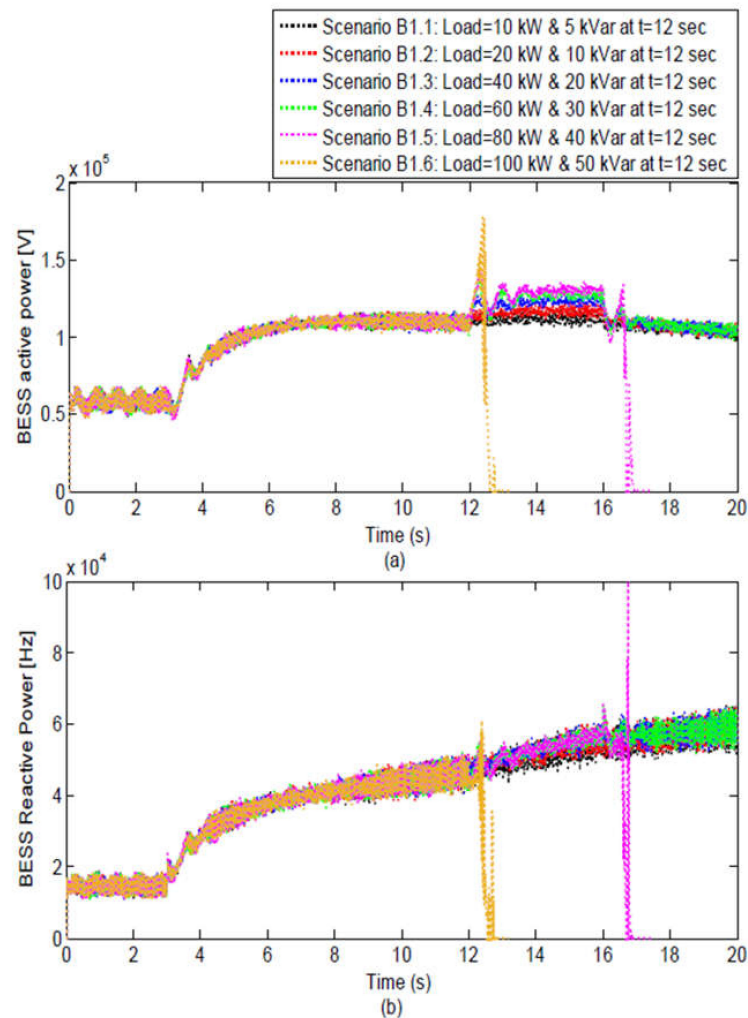 Scenario B1.1: Load=10 kW & 5 kVar at t=12 sec
Scenario B1.2: Load=20 kW & 10 kVar at t=12 sec
Scenario B1.3: Load=40 kW & 20 kVar at t=12 sec
Scenario B1.4: Load=60 kW & 30 kVar at t=12 sec
Scenario B1.5: Load=80 kW & 40 kVar at t=12 sec
Scenario B1.6: Load=100 kW & 50 kVar at t=12 sec
x 10^5
2
1.5
1
0.5
0
BESS active power [V]
0 2 4 6 8 10 12 14 16 18 20
Time (s)
(a)
x 10^4
10
8
6
4
2
0
BESS Reactive Power [Hz]
0 2 4 6 8 10 12 14 16 18 20
Time (s)
(b)